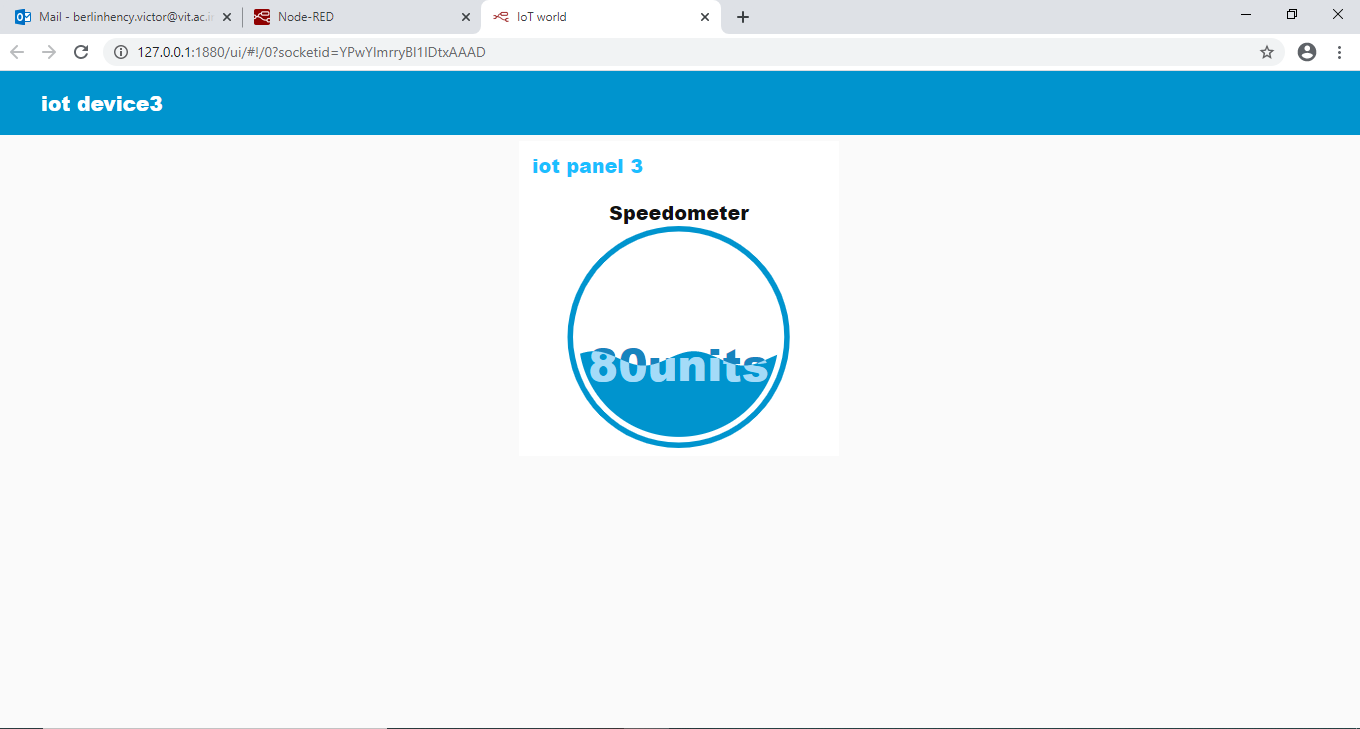 Mail - berlinhency.victor@vit.ac.in
Node-RED
IoT world
127.0.0.1:1880/ui/#!/0?socketid=YPwYImrryBI1IDtxAAAD
iot device3
iot panel 3
Speedometer
80units